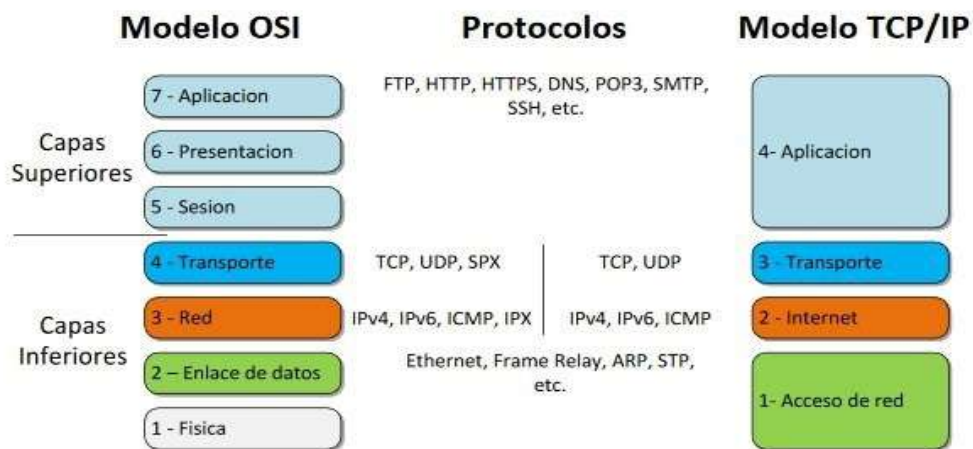 Modelo OSI
Protocolos
Modelo TCP/IP
Capas
Superiores
7 - Aplicacion
6 - Presentacion
5 - Sesion
FTP, HTTP, HTTPS, DNS, POP3, SMTP,
SSH, etc.
4- Aplicacion
Capas
Inferiores
4 - Transporte
TCP, UDP, SPX
TCP, UDP
3 - Transporte
3 - Red
IPv4, IPv6, ICMP, IPX
IPv4, IPv6, ICMP
2 - Internet
2 – Enlace de datos
Ethernet, Frame Relay, ARP, STP,
etc.
1- Acceso de red
1 - Fisica